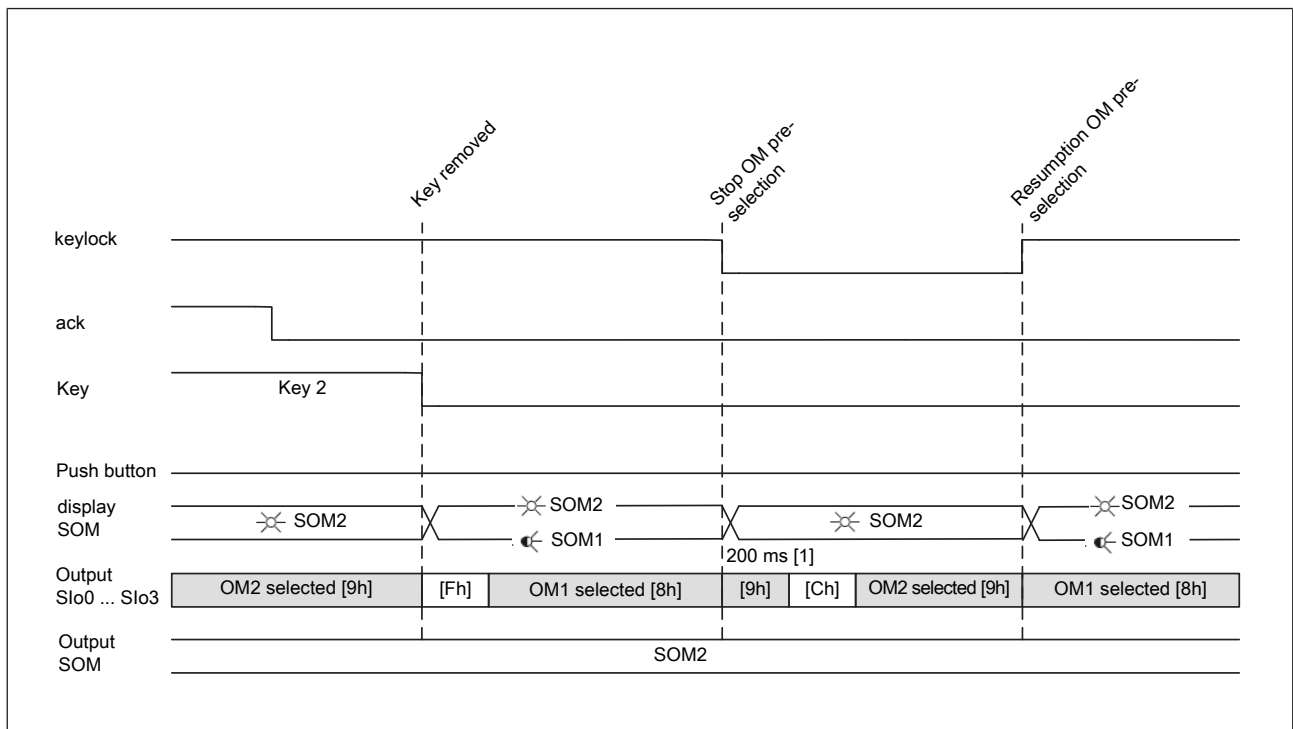 Key removed
Stop OM pre-
selection
Resumption OM pre-
selection
keylock
ack
Key
Key 2
Push button
display
SOM
SOM2
SOM2
SOM1
SOM2
SOM2
SOM1
200 ms [1]
Output
SIo0 ... SIo3
OM2 selected [9h]
[Fh]
OM1 selected [8h]
[9h]
[Ch]
OM2 selected [9h]
OM1 selected [8h]
Output
SOM
SOM2